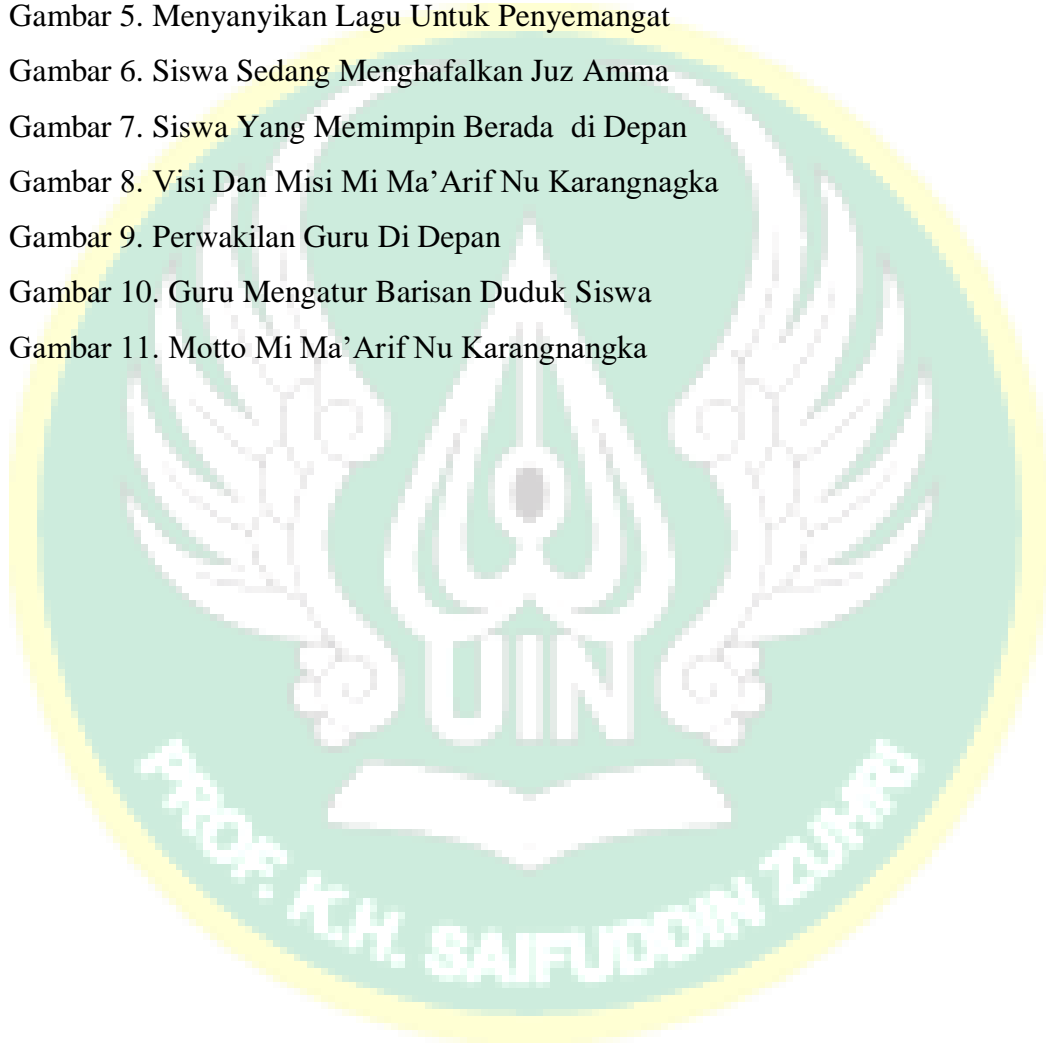 Gambar 5. Menyanyikan Lagu Untuk Penyemangat
Gambar 6. Siswa Sedang Menghafalkan Juz Amma
Gambar 7. Siswa Yang Memimpin Berada di Depan
Gambar 8. Visi Dan Misi Mi Ma’Arif Nu Karangnagka
Gambar 9. Perwakilan Guru Di Depan
Gambar 10. Guru Mengatur Barisan Duduk Siswa
Gambar 11. Motto Mi Ma’Arif Nu Karangnangka
UIN
PROF. K.H. SAIFUDDIN ZUHRI